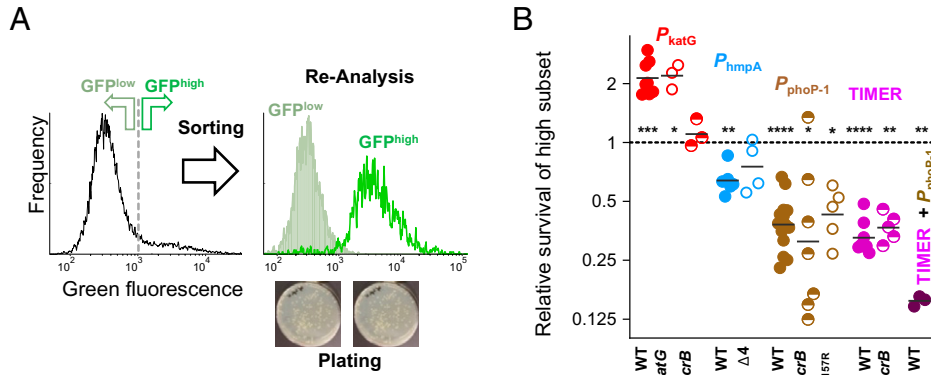 A
GFPlow
GFPhigh
Sorting
Re-Analysis
GFPlow
GFPhigh
Frequency
10² 10³ 10⁴
10² 10³ 10⁴ 10⁵
Green fluorescence
Plating
B
PkatG
PhmpA
PphoP-1
TIMER
*** * ** **** * * **** ** **
Relative survival of high subset
2
1
0.5
0.25
0.125
TIMER + PphoP-1
WT
atG
crB
WT
Δ4
WT
crB
157R
WT
crB
WT